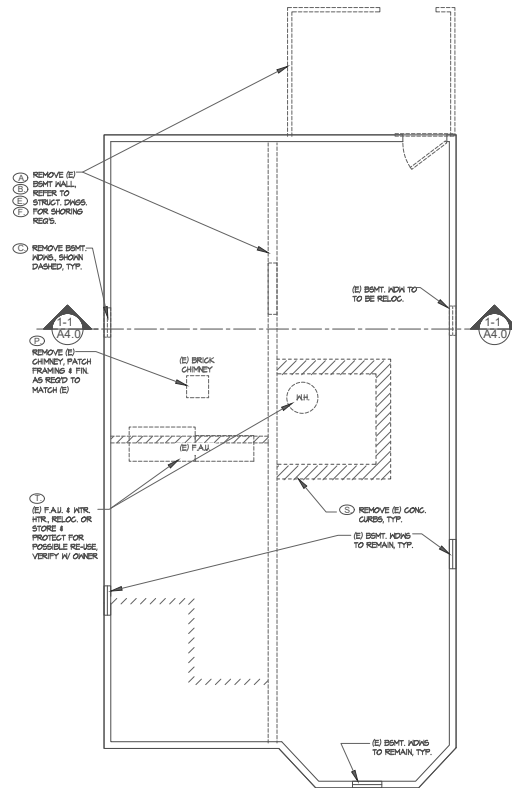 A REMOVE (E)
B BSMT WALL,
E REFER TO
F STRUCT. DWGS.
FOR SHORING
REQ'S.
C. REMOVE BSMT.
WDWS., SHOWN
DASHED, TYP.
(E) BSMT. WDW TO
TO BE RELOC.
1-1
A4.0
1-1
A4.0
P.
REMOVE (E)
CHIMNEY, PATCH
FRAMING & FIN.
AS REQ'D TO
MATCH (E)
(E) BRICK
CHIMNEY
W.H.
(E) F.A.U.
T.
(E) F.A.U. & WTR.
HTR., RELOC. OR
STORE &
PROTECT FOR
POSSIBLE RE-USE,
VERIFY W/ OWNER
S REMOVE (E) CONC.
CURBS, TYP.
(E) BSMT. WDWS
TO REMAIN, TYP.
(E) BSMT. WDWS
TO REMAIN, TYP.